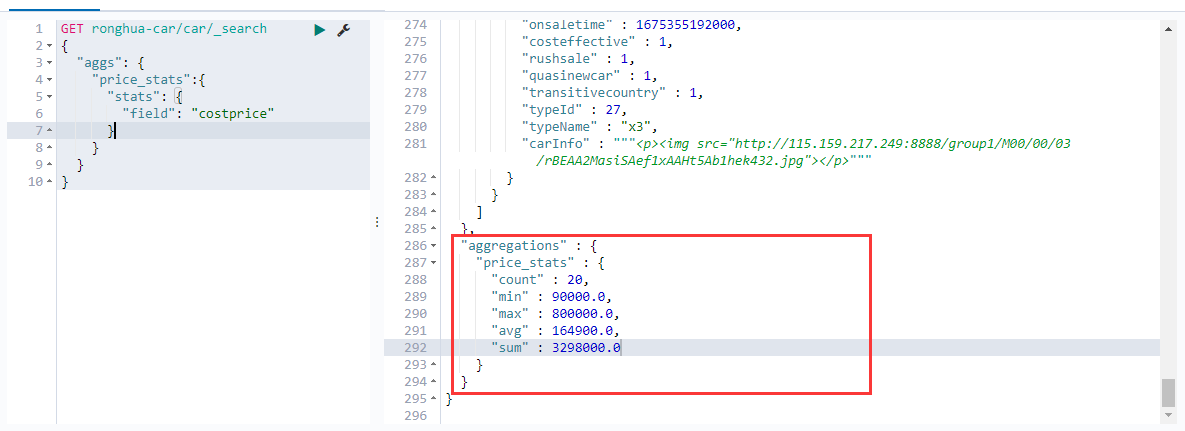 1 GET ronghua-car/car/_search
2 {
3 "aggs": {
4 "price_stats":{
5 "stats": {
6 "field": "costprice"
7 }
8 }
9 }
10 }
274 "onsaletime" : 1675355192000,
275 "costeffective" : 1,
276 "rushsale" : 1,
277 "quasinewcar" : 1,
278 "transitivecountry" : 1,
279 "typeId" : 27,
280 "typeName" : "x3",
281 "carInfo" : """<p><img src="http://115.159.217.249:8888/group1/M00/00/03
/rBEAA2MasiSAef1xAAHt5Ab1hek432.jpg"></p>"""
282 }
283 }
284 ]
285 },
286 "aggregations" : {
287 "price_stats" : {
288 "count" : 20,
289 "min" : 90000.0,
290 "max" : 800000.0,
291 "avg" : 164900.0,
292 "sum" : 3298000.0
293 }
294 }
295 }
296